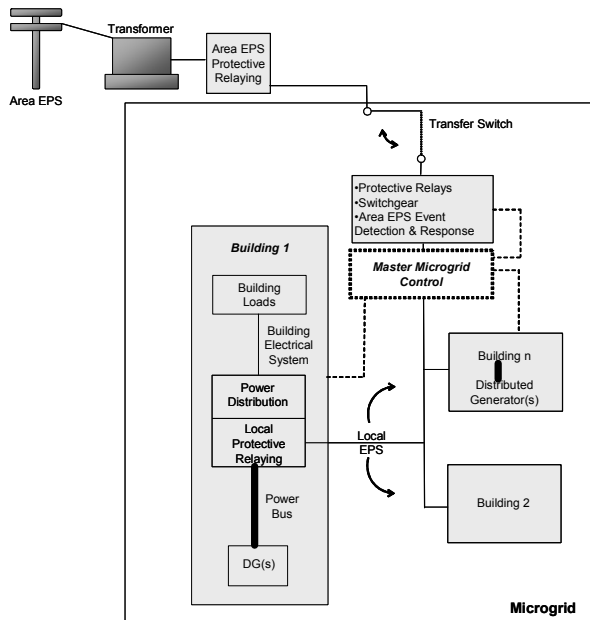 Transformer
Area EPS
Area EPS
Protective
Relaying
Transfer Switch
•Protective Relays
•Switchgear
•Area EPS Event
Detection & Response
Master Microgrid
Control
Building 1
Building
Loads
Building
Electrical
System
Power
Distribution
Local
Protective
Relaying
Power
Bus
DG(s)
Local
EPS
Building n
Distributed
Generator(s)
Building 2
Microgrid